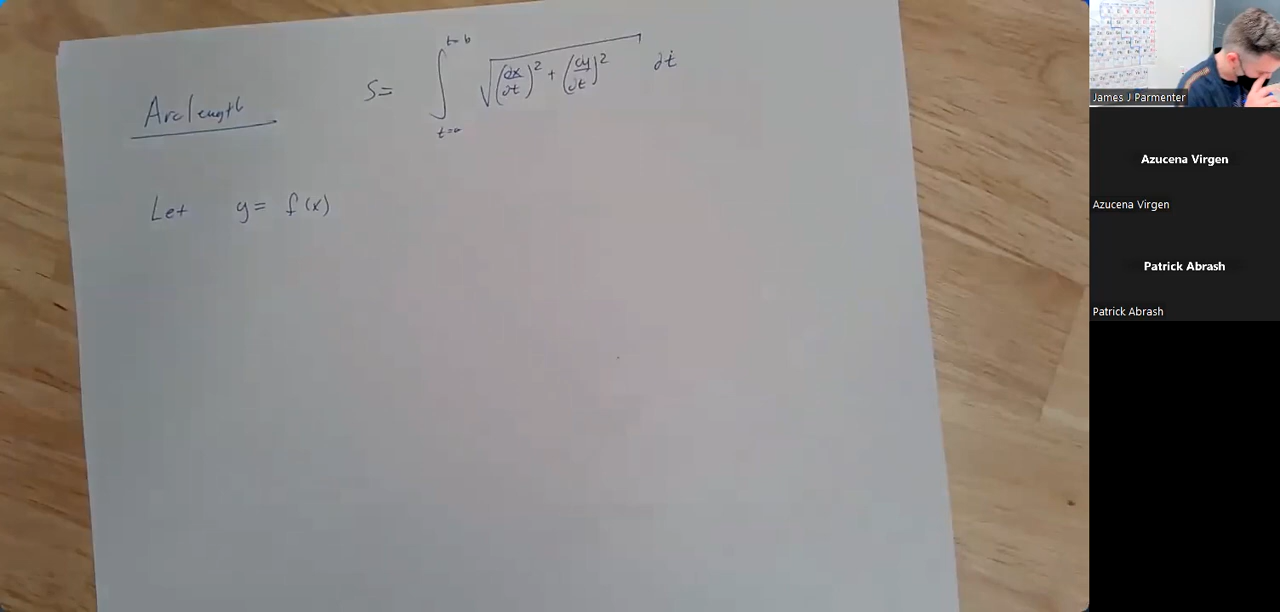 Arclength
S= ∫ t=a t=b √((dx/dt)² + (dy/dt)²) dt
Let y= f(x)
James J Parmenter
Azucena Virgen
Azucena Virgen
Patrick Abrash
Patrick Abrash